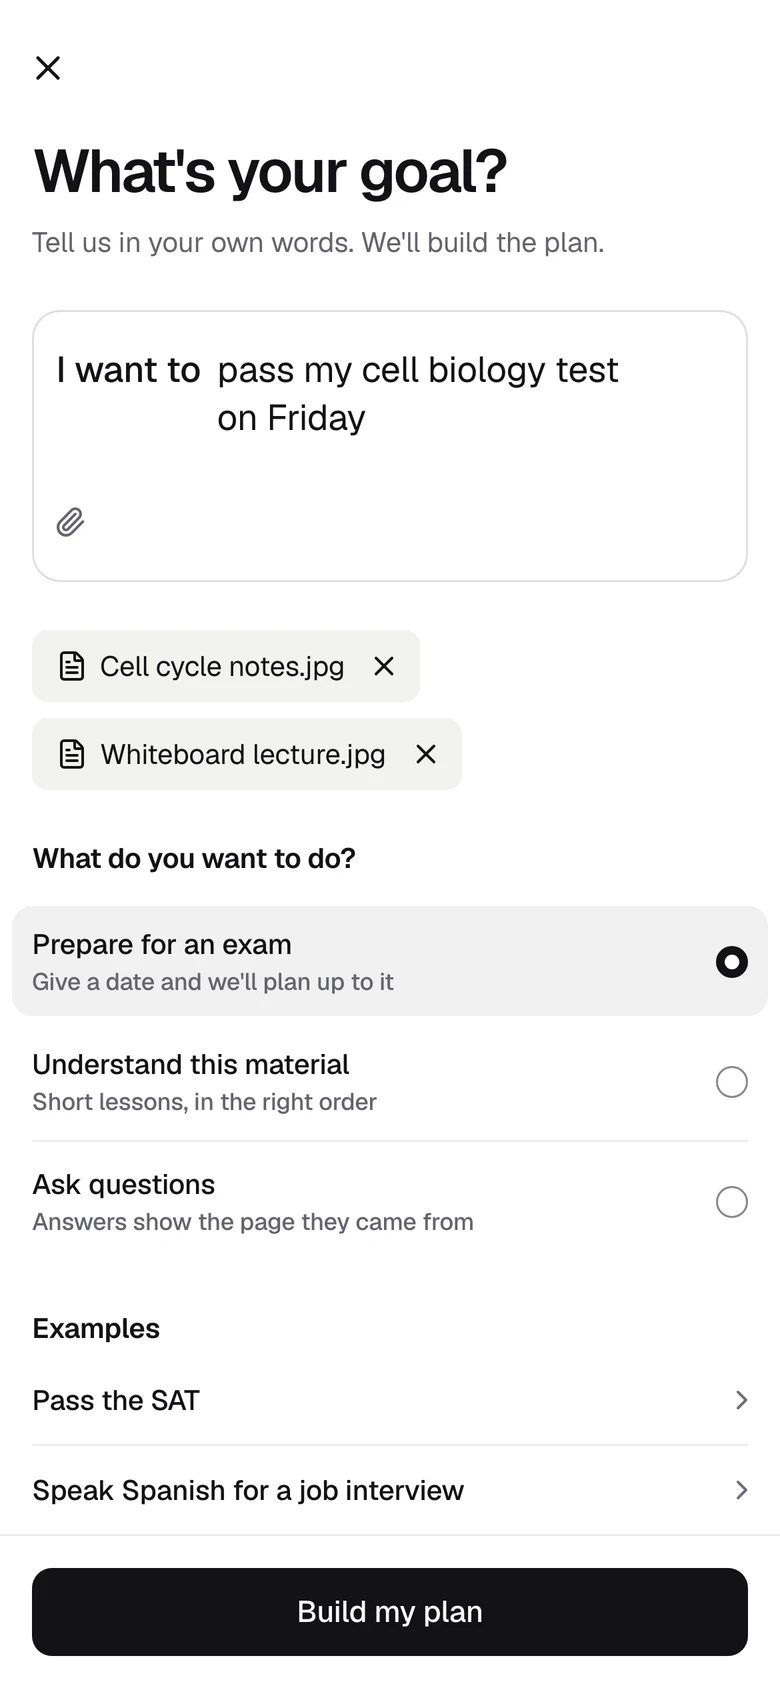 What's your goal?
Tell us in your own words. We'll build the plan.
I want to pass my cell biology test
on Friday
Cell cycle notes.jpg
Whiteboard lecture.jpg
What do you want to do?
Prepare for an exam
Give a date and we'll plan up to it
Understand this material
Short lessons, in the right order
Ask questions
Answers show the page they came from
Examples
Pass the SAT
Speak Spanish for a job interview
Build my plan